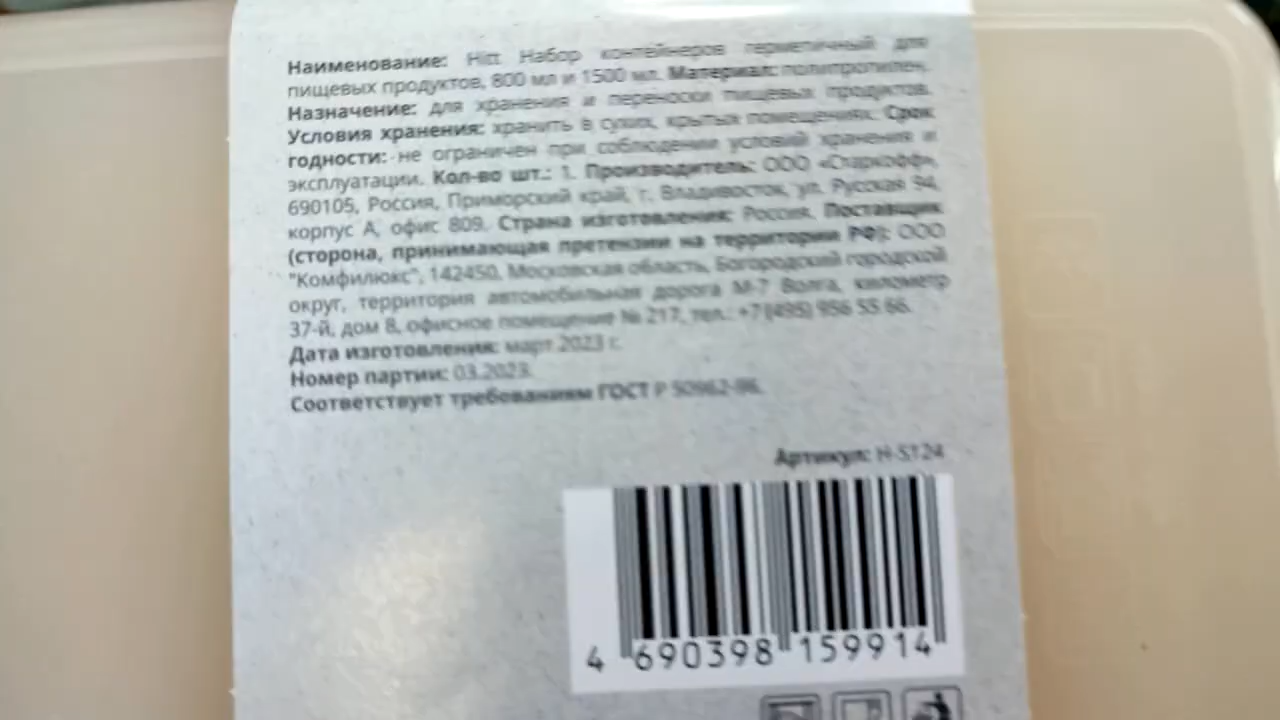 Наименование: Hitt Набор контейнеров герметичный для
пищевых продуктов, 800 мл и 1500 мл. Материал: полипропилен.
Назначение: для хранения и переноски пищевых продуктов.
Условия хранения: хранить в сухих, крытых помещениях. Срок
годности: не ограничен при соблюдении условий хранения и
эксплуатации. Кол-во шт.: 1. Производитель: ООО «Старкофф»,
690105, Россия, Приморский край, г. Владивосток, ул. Русская 94,
корпус А, офис 809. Страна изготовления: Россия. Поставщик
(сторона, принимающая претензии на территории РФ): ООО
"Комфилюкс", 142450, Московская область, Богородский городской
округ, территория автомобильная дорога М-7 Волга, километр
37-й, дом 8, офисное помещение № 217, тел.: +7 (495) 956 55 66.
Дата изготовления: март 2023 г.
Номер партии: 03.2023.
Соответствует требованиям ГОСТ Р 50962-96.
Артикул: H-S124
4 690398 159914